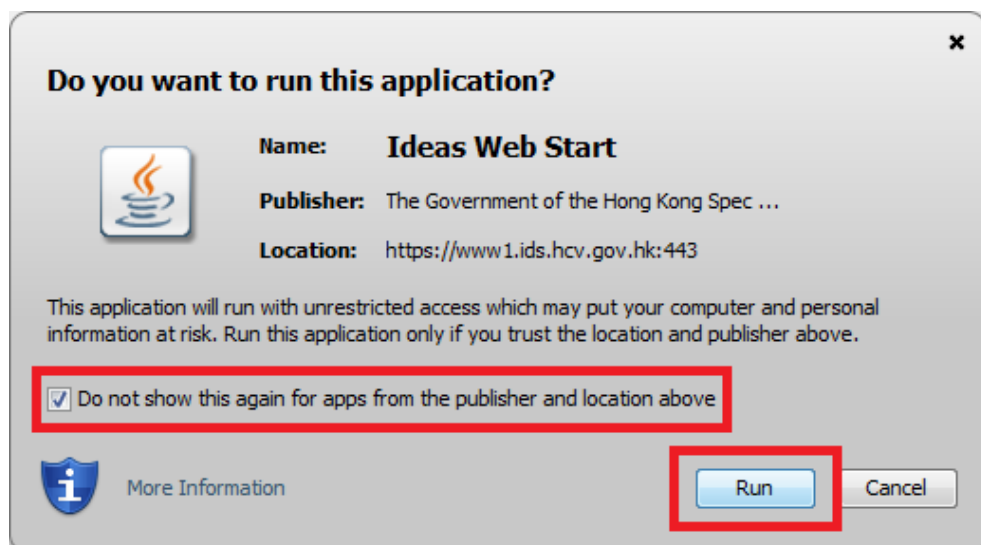 Do you want to run this application?
Name: Ideas Web Start
Publisher: The Government of the Hong Kong Spec ...
Location: https://www1.ids.hcv.gov.hk:443
This application will run with unrestricted access which may put your computer and personal
information at risk. Run this application only if you trust the location and publisher above.
Do not show this again for apps from the publisher and location above
More Information
Run
Cancel